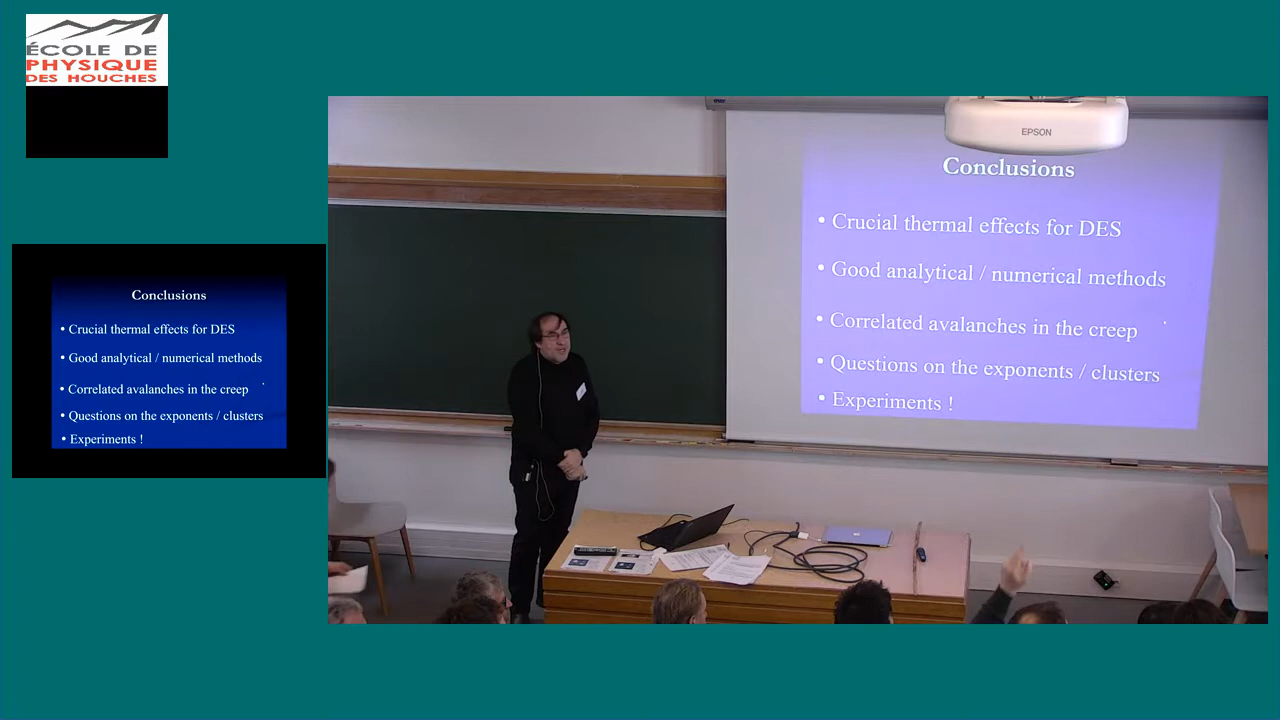 ÉCOLE DE
PHYSIQUE
DES HOUCHES
Conclusions
• Crucial thermal effects for DES
• Good analytical / numerical methods
• Correlated avalanches in the creep
• Questions on the exponents / clusters
• Experiments !
EPSON
Conclusions
• Crucial thermal effects for DES
• Good analytical / numerical methods
• Correlated avalanches in the creep
• Questions on the exponents / clusters
• Experiments !